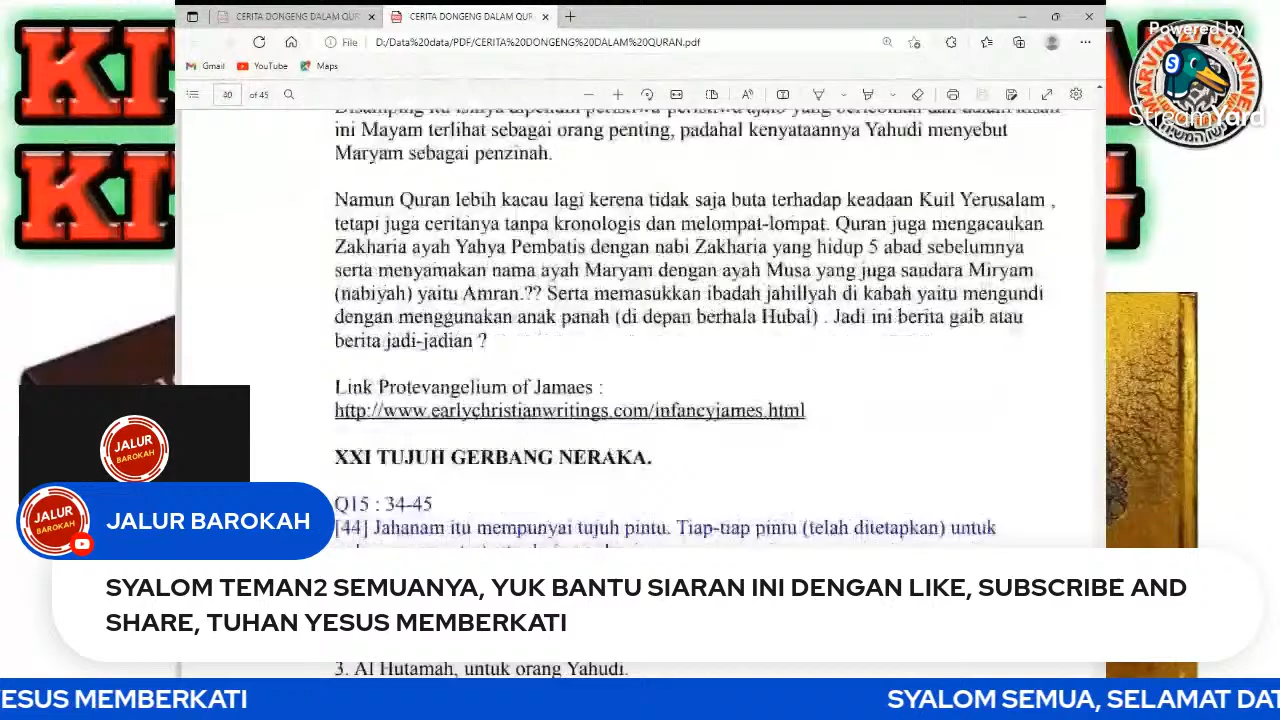 CERITA DONGENG DALAM QUR
CERITA DONGENG DALAM QUR
File
D:/Data%20data/PDF/CERITA%20DONGENG%20DALAM%20QURAN.pdf
Gmail
YouTube
Maps
40 of 45
Powered by
StreamYard
MARVIN ZY CHANNEL
KI
KI
ini Mayam terlihat sebagai orang penting, padahal kenyataannya Yahudi menyebut
Maryam sebagai penzinah.
Namun Quran lebih kacau lagi kerena tidak saja buta terhadap keadaan Kuil Yerusalam ,
tetapi juga ceritanya tanpa kronologis dan melompat-lompat. Quran juga mengacaukan
Zakharia ayah Yahya Pembatis dengan nabi Zakharia yang hidup 5 abad sebelumnya
serta menyamakan nama ayah Maryam dengan ayah Musa yang juga saudara Miryam
(nabiyah) yaitu Amran.?? Serta memasukkan ibadah jahillyah di kabah yaitu mengundi
dengan menggunakan anak panah (di depan berhala Hubal) . Jadi ini berita gaib atau
berita jadi-jadian ?
Link Protevangelium of Jamaes :
http://www.earlychristianwritings.com/infancyjames.html
XXI TUJUH GERBANG NERAKA.
Q15 : 34-45
[44] Jahanam itu mempunyai tujuh pintu. Tiap-tiap pintu (telah ditetapkan) untuk
JALUR
BAROKAH
JALUR
BAROKAH
JALUR BAROKAH
SYALOM TEMAN2 SEMUANYA, YUK BANTU SIARAN INI DENGAN LIKE, SUBSCRIBE AND
SHARE, TUHAN YESUS MEMBERKATI
3. Al Hutamah, untuk orang Yahudi.
ESUS MEMBERKATI
SYALOM SEMUA, SELAMAT DAT